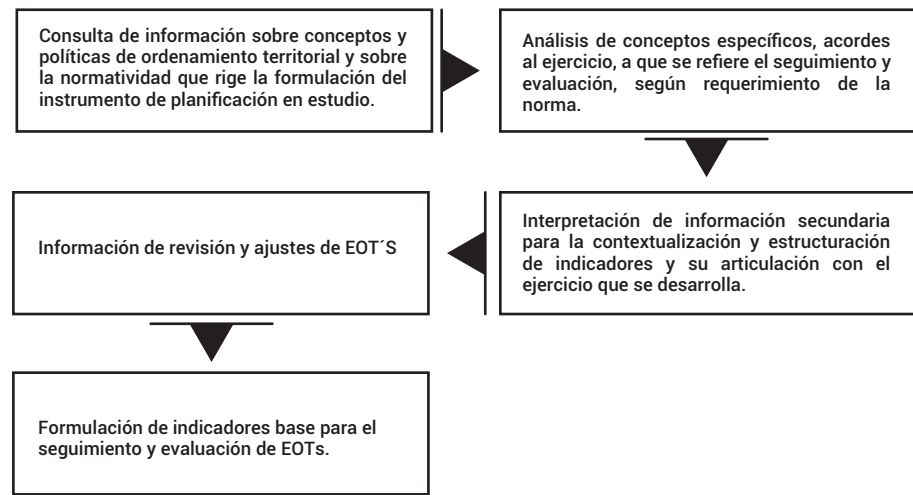 Consulta de información sobre conceptos y
políticas de ordenamiento territorial y sobre
la normatividad que rige la formulación del
instrumento de planificación en estudio.
Análisis de conceptos específicos, acordes
al ejercicio, a que se refiere el seguimiento y
evaluación, según requerimiento de la
norma.
Interpretación de información secundaria
para la contextualización y estructuración
de indicadores y su articulación con el
ejercicio que se desarrolla.
Información de revisión y ajustes de EOT´S
Formulación de indicadores base para el
seguimiento y evaluación de EOTs.